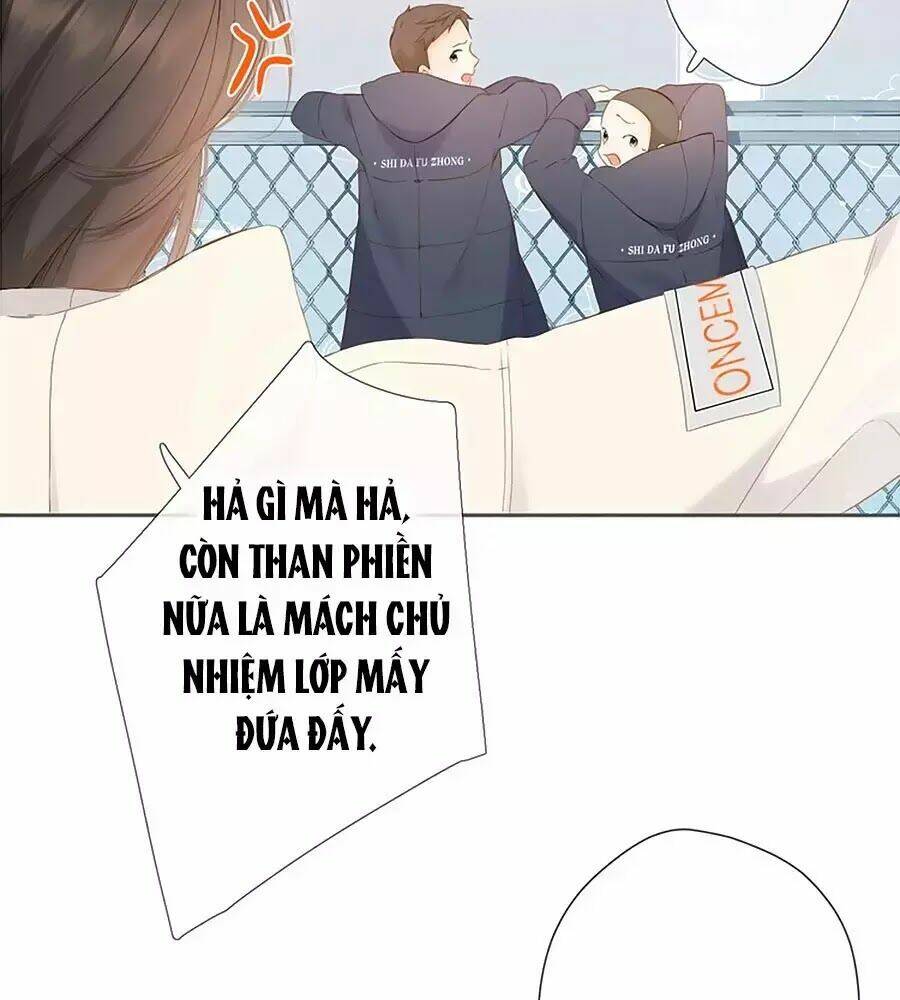 SHI DA FU ZHONG
SHI DA FU ZHONG
ONCEM
HẢ GÌ MÀ HẢ,
CÒN THAN PHIỀN
NỮA LÀ MÁCH CHỦ
NHIỆM LỚP MẤY
ĐỨA ĐẤY.